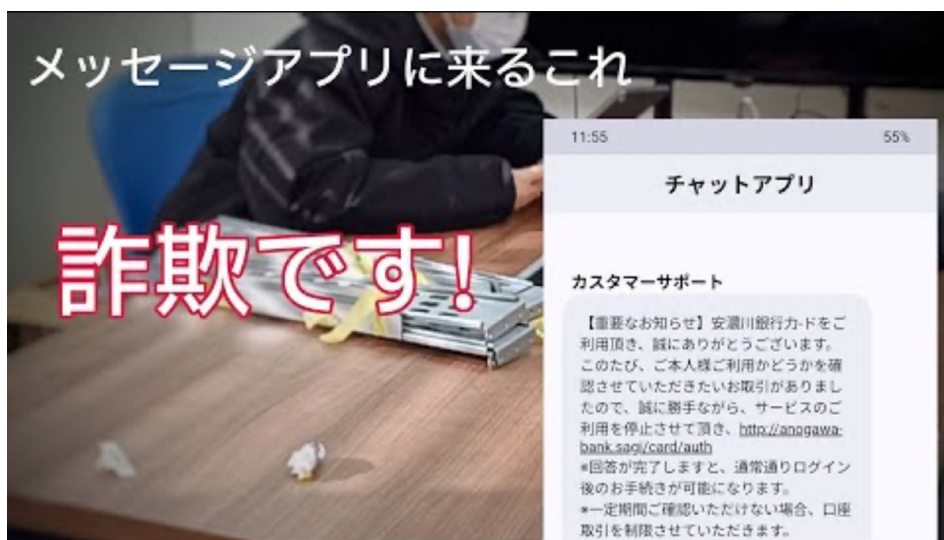 メッセージアプリに来るこれ
詐欺です!
11:55 55%
チャットアプリ
カスタマーサポート
【重要なお知らせ】安濃川銀行カードをご
利用頂き、誠にありがとうございます。
このたび、ご本人様ご利用かどうかを確
認させていただきたいお取引がありまし
たので、誠に勝手ながら、サービスのご
利用を停止させて頂き、http://anogawa-
bank.sagi/card/auth
※回答が完了しますと、通常通りログイン
後のお手続きが可能になります。
※一定期間ご確認いただけない場合、口座
取引を制限させていただきます。